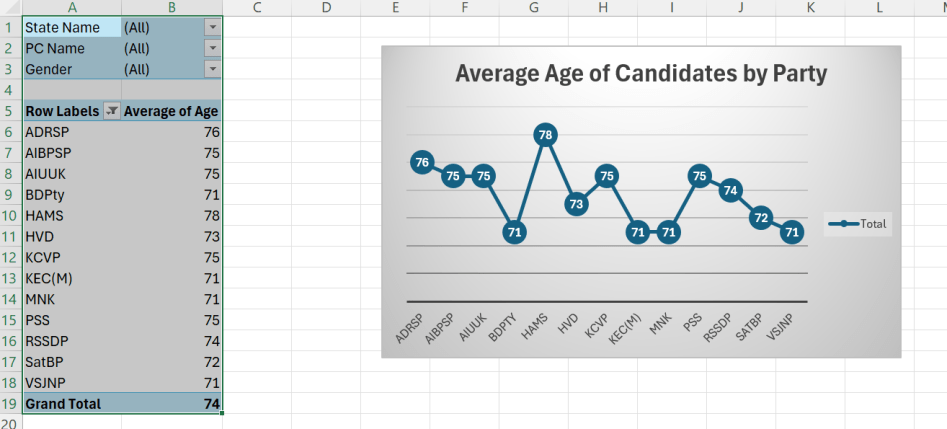 A B C D E F G H I J K L
1 State Name (All)
2 PC Name (All)
3 Gender (All)
4
5 Row Labels Average of Age
6 ADRSP 76
7 AIBPSP 75
8 AIUUK 75
9 BDPty 71
10 HAMS 78
11 HVD 73
12 KCVP 75
13 KEC(M) 71
14 MNK 71
15 PSS 75
16 RSSDP 74
17 SatBP 72
18 VSJNP 71
19 Grand Total 74
20
Average Age of Candidates by Party
76 75 75 71 78 73 75 71 71 75 74 72 71
Total
ADRSP AIBPSP AIUUK BDPTY HAMS HVD KCVP KEC(M) MNK PSS RSSDP SATBP VSJNP